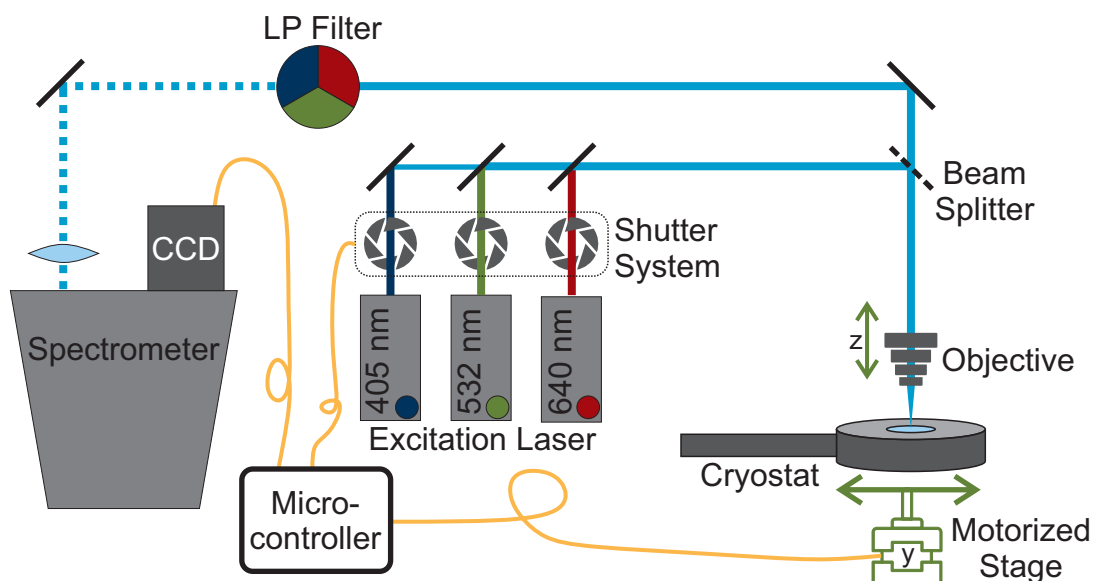 LP Filter
Beam
Splitter
Shutter
System
CCD
Spectrometer
405 nm
532 nm
640 nm
Excitation Laser
z
Objective
Cryostat
Micro-
controller
y
Motorized
Stage